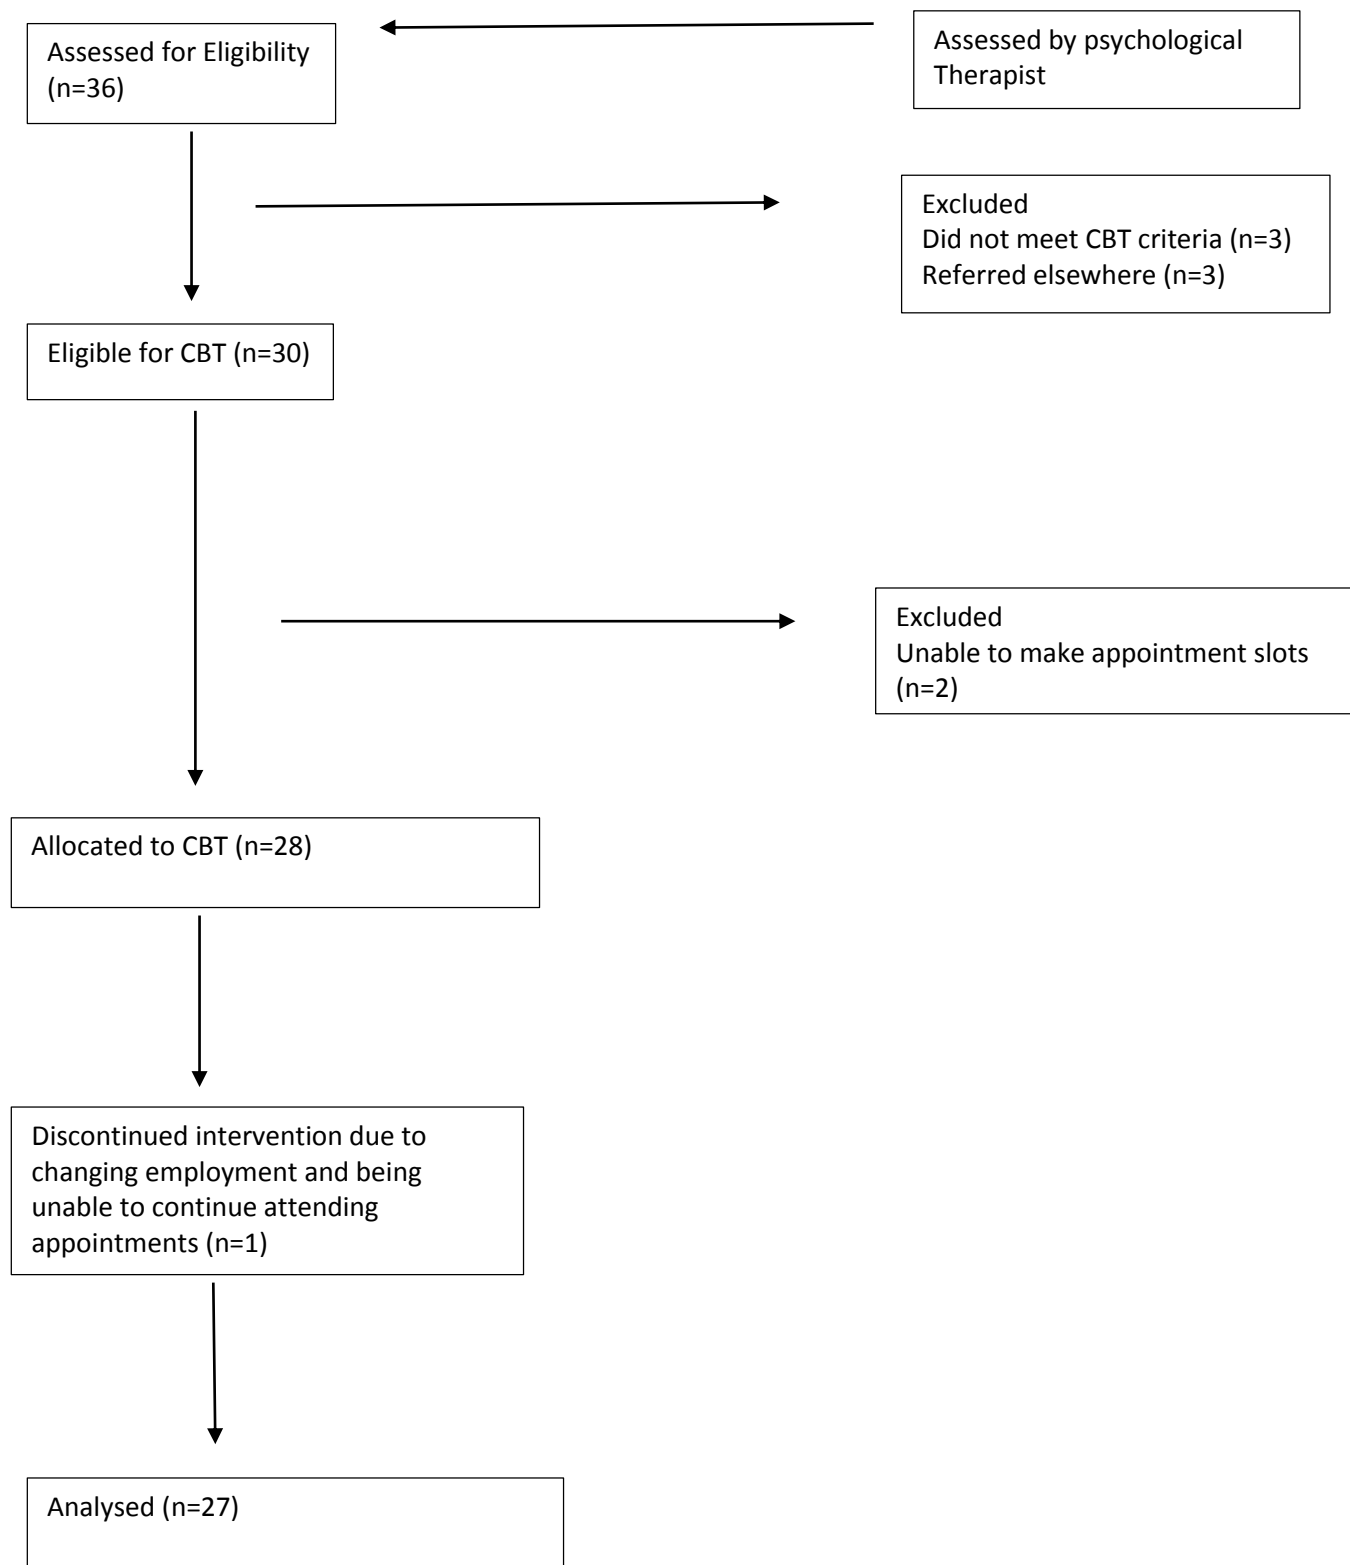 Assessed for Eligibility
(n=36)
Assessed by psychological
Therapist
Excluded
Did not meet CBT criteria (n=3)
Referred elsewhere (n=3)
Eligible for CBT (n=30)
Excluded
Unable to make appointment slots
(n=2)
Allocated to CBT (n=28)
Discontinued intervention due to
changing employment and being
unable to continue attending
appointments (n=1)
Analysed (n=27)